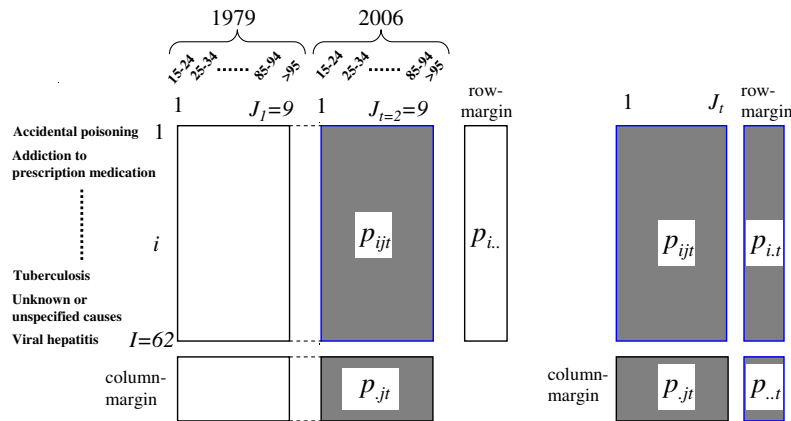 1979 2006
15-24 25-34 ...... 85-94 >95 15-24 25-34 ...... 85-94 >95
row-
margin
row-
margin
1 J1=9 1 Jt=2=9 1 Jt
Accidental poisoning 1
Addiction to
prescription medication
i pijt pi.. pijt pi.t
Tuberculosis
Unknown or
unspecified causes
Viral hepatitis I=62
column-
margin
p.jt
column-
margin
p.jt p..t